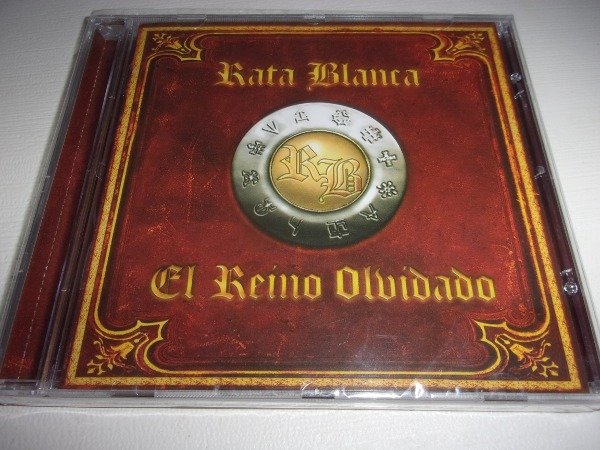 Rata Blanca
RB
El Reino Olvidado